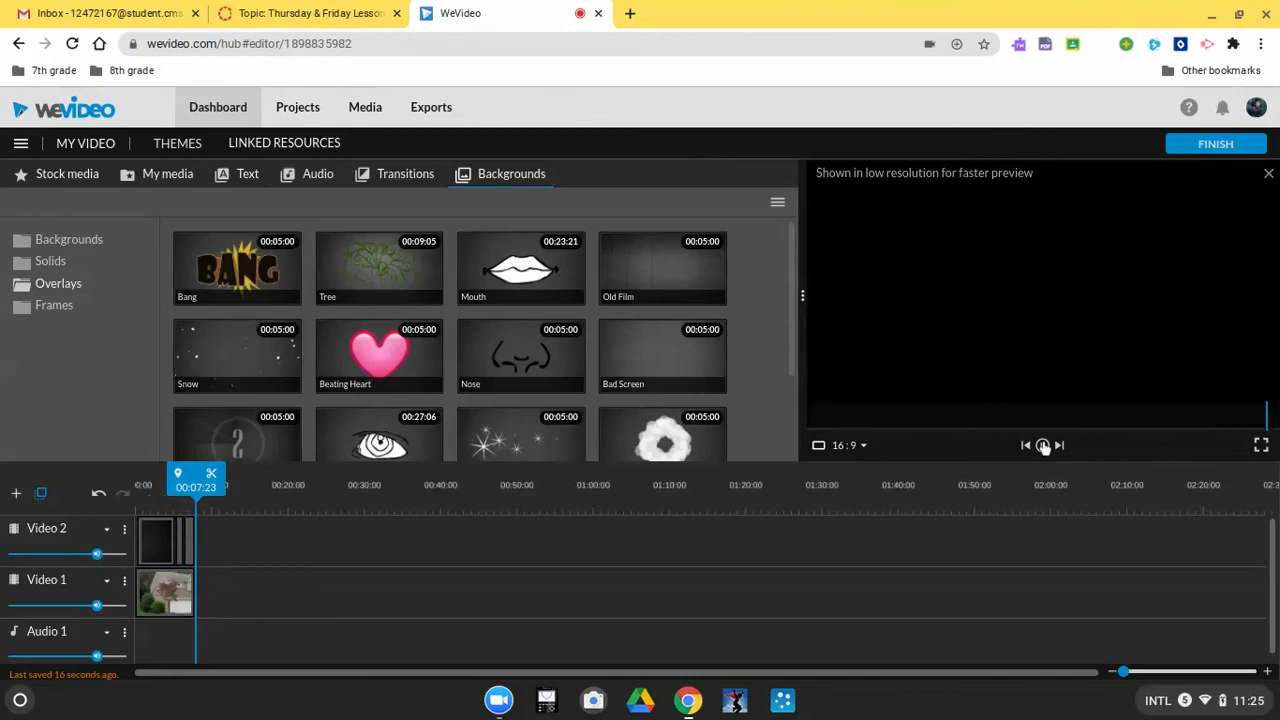 Inbox - 12472167@student.cms
Topic: Thursday & Friday Lesson
WeVideo
wevideo.com/hub#editor/1898835982
7th grade
8th grade
Other bookmarks
wevideo
Dashboard
Projects
Media
Exports
MY VIDEO
THEMES
LINKED RESOURCES
FINISH
Stock media
My media
Text
Audio
Transitions
Backgrounds
Shown in low resolution for faster preview
Backgrounds
Solids
Overlays
Frames
00:05:00
BANG
Bang
00:09:05
Tree
00:23:21
Mouth
00:05:00
Old Film
00:05:00
Snow
00:05:00
Beating Heart
00:05:00
Nose
00:05:00
Bad Screen
00:05:00
2
00:27:06
00:05:00
00:05:00
16:9
00:07:23
0:00
00:20:00
00:30:00
00:40:00
00:50:00
01:00:00
01:10:00
01:20:00
01:30:00
01:40:00
01:50:00
02:00:00
02:10:00
02:20:00
02:3
Video 2
Video 1
Audio 1
Last saved 16 seconds ago.
INTL
5
11:25